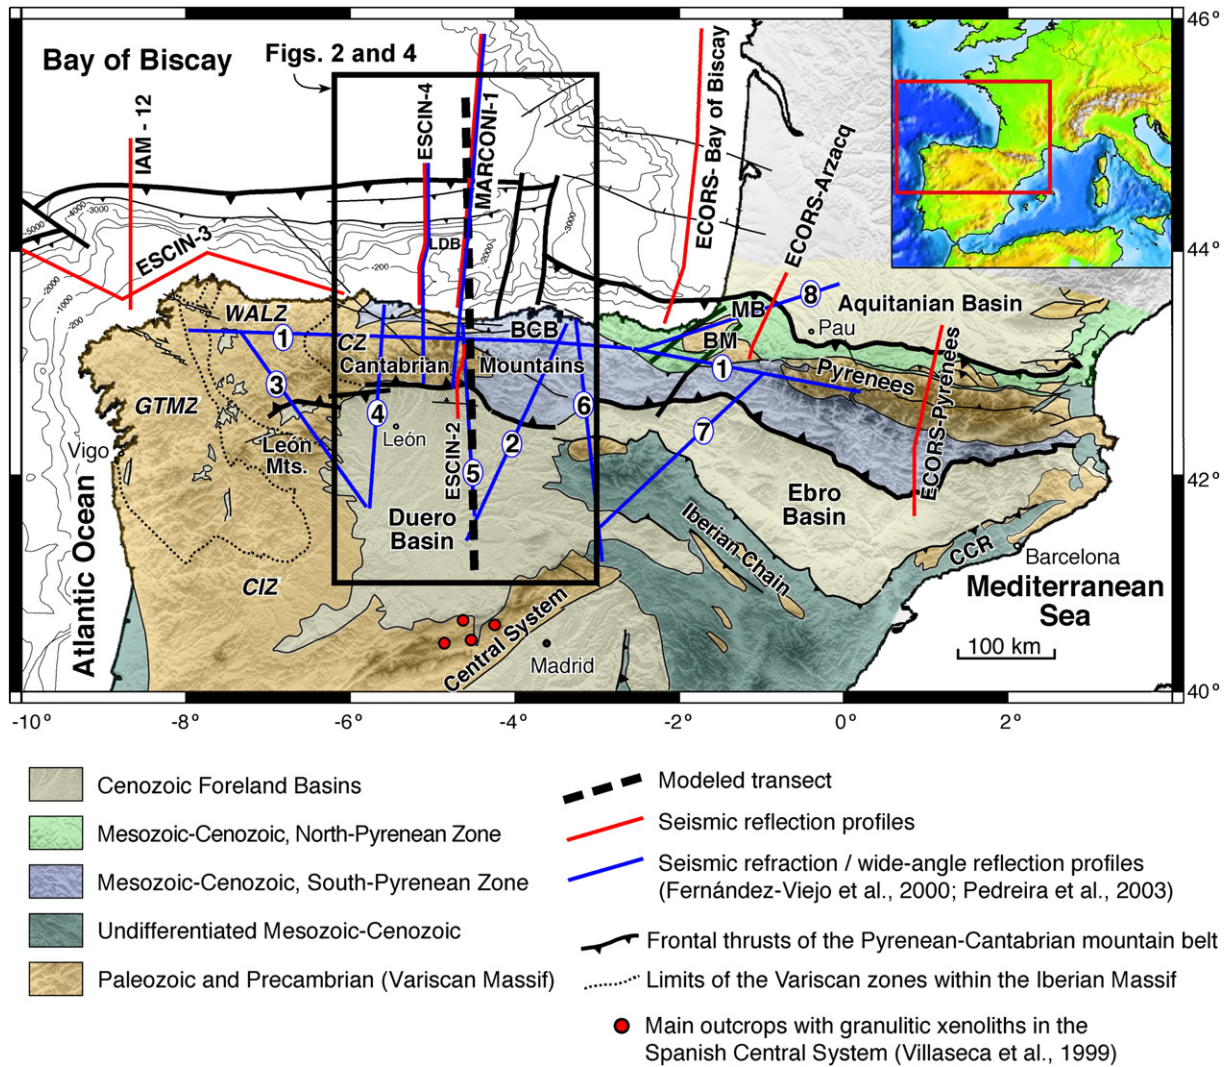 46°
Figs. 2 and 4
Bay of Biscay
IAM - 12
ESCIN-4
MARCONI-1
ECORS- Bay of Biscay
ECORS-Arzacq
-5000
-4000
-3000
ESCIN-3
LDB
-200
-2000
-3000
44°
-2000
-1000
-200
8
WALZ
MB
Aquitanian Basin
1
BCB
BM
Pau
CZ
Cantabrian
Mountains
1
Pyrenees
3
GTMZ
4
6
ECORS-Pyrenees
León
2
7
Vigo
León
Mts.
ESCIN-2
5
42°
Atlantic Ocean
Duero
Basin
Ebro
Basin
Iberian Chain
CCR
Barcelona
CIZ
Mediterranean
Sea
Central System
Madrid
100 km
40°
-10°
-8°
-6°
-4°
-2°
0°
2°
Cenozoic Foreland Basins
Mesozoic-Cenozoic, North-Pyrenean Zone
Mesozoic-Cenozoic, South-Pyrenean Zone
Undifferentiated Mesozoic-Cenozoic
Paleozoic and Precambrian (Variscan Massif)
Modeled transect
Seismic reflection profiles
Seismic refraction / wide-angle reflection profiles
(Fernández-Viejo et al., 2000; Pedreira et al., 2003)
Frontal thrusts of the Pyrenean-Cantabrian mountain belt
Limits of the Variscan zones within the Iberian Massif
Main outcrops with granulitic xenoliths in the
Spanish Central System (Villaseca et al., 1999)